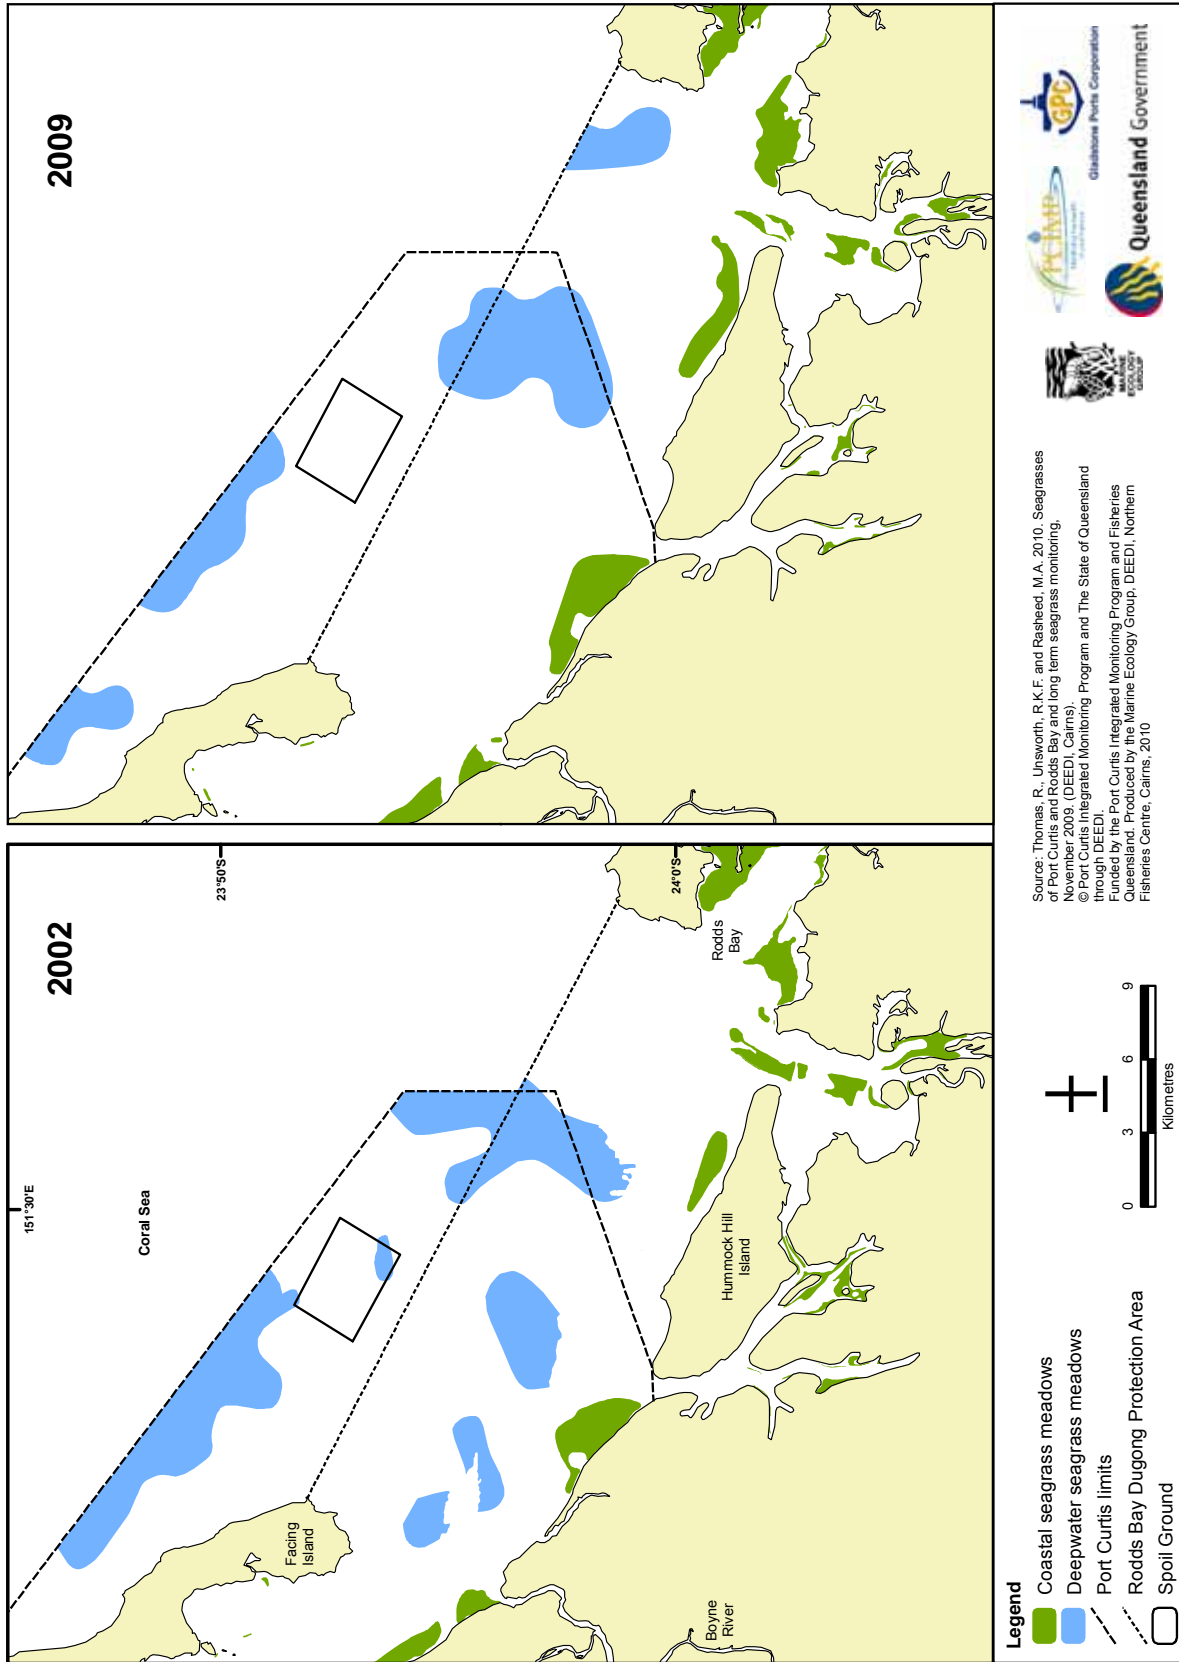 2002
151°30'E
23°50'S
24°0'S
Coral Sea
Facing
Island
Rodds
Bay
Hummock Hill
Island
Boyne
River
2009
Legend
Coastal seagrass meadows
Deepwater seagrass meadows
Port Curtis limits
Rodds Bay Dugong Protection Area
Spoil Ground
0 3 6 9
Kilometres
Source: Thomas, R., Unsworth, R.K.F. and Rasheed, M.A. 2010. Seagrasses
of Port Curtis and Rodds Bay and long term seagrass monitoring,
November 2009. (DEEDI, Cairns).
© Port Curtis Integrated Monitoring Program and The State of Queensland
through DEEDI.
Funded by the Port Curtis Integrated Monitoring Program and Fisheries
Queensland. Produced by the Marine Ecology Group, DEEDI, Northern
Fisheries Centre, Cairns, 2010
MARINE
ECOLOGY
GROUP
PCIMP
GPC
Gladstone Ports Corporation
Queensland Government